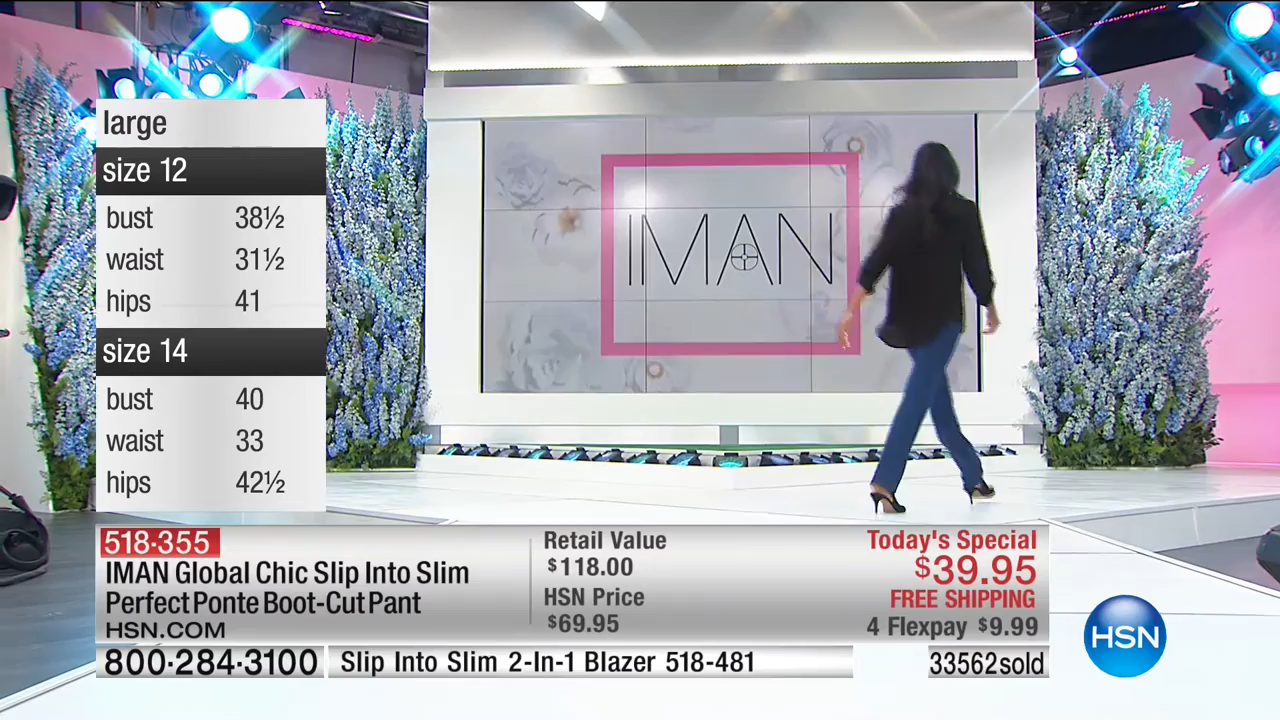 large
size 12
bust 38½
waist 31½
hips 41
size 14
bust 40
waist 33
hips 42½
IMAN
518-355
IMAN Global Chic Slip Into Slim
Perfect Ponte Boot-Cut Pant
HSN.COM
Retail Value
$118.00
HSN Price
$69.95
Today's Special
$39.95
FREE SHIPPING
4 Flexpay $9.99
800·284·3100
Slip Into Slim 2-In-1 Blazer 518-481
33562sold
HSN